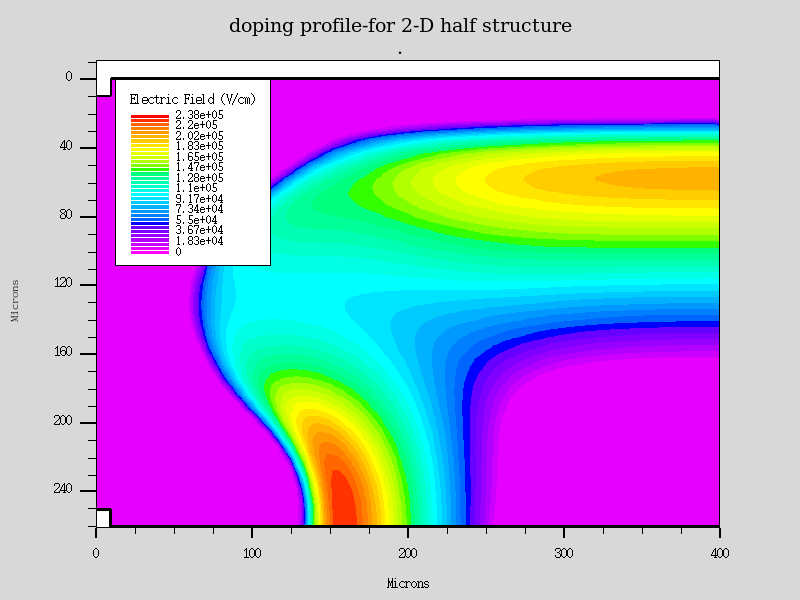 doping profile-for 2-D half structure
.
0
40
80
120
160
200
240
Microns
Electric Field (V/cm)
2.38e+05
2.2e+05
2.02e+05
1.83e+05
1.65e+05
1.47e+05
1.28e+05
1.1e+05
9.17e+04
7.34e+04
5.5e+04
3.67e+04
1.83e+04
0
0 100 200 300 400
Microns